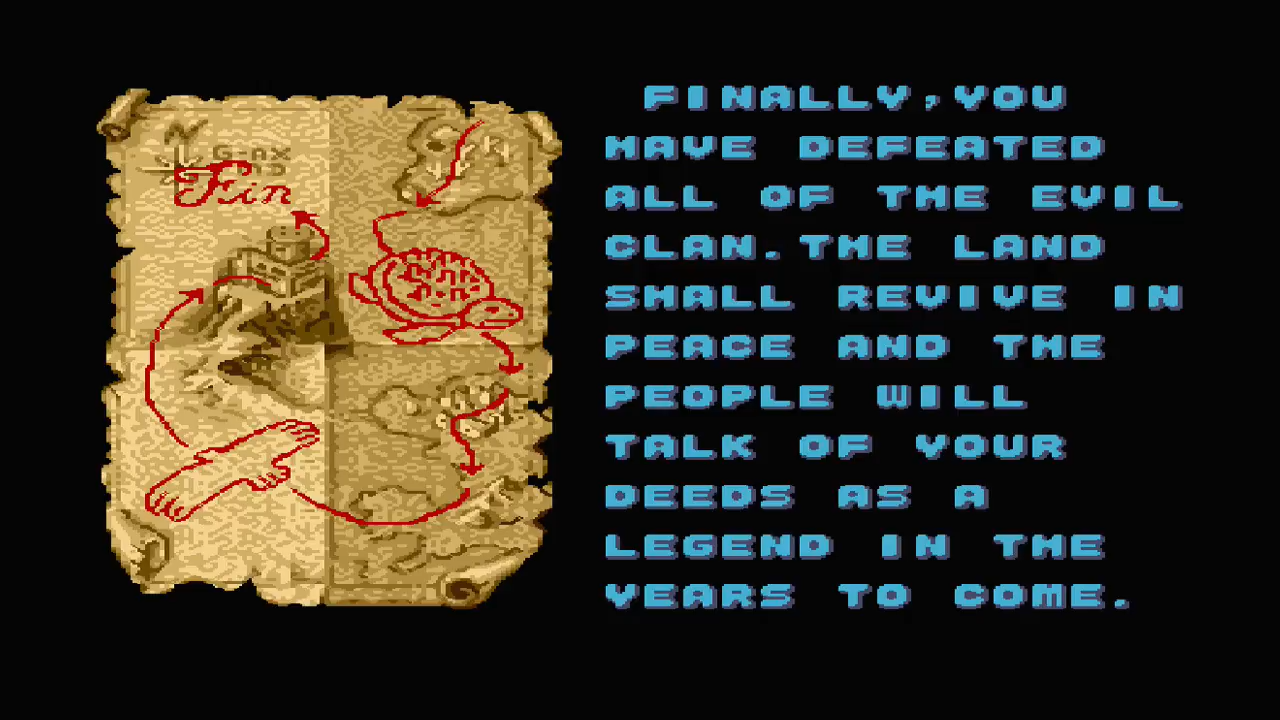 Fin
FINALLY,YOU
HAVE DEFEATED
ALL OF THE EVIL
CLAN.THE LAND
SHALL REVIVE IN
PEACE AND THE
PEOPLE WILL
TALK OF YOUR
DEEDS AS A
LEGEND IN THE
YEARS TO COME.